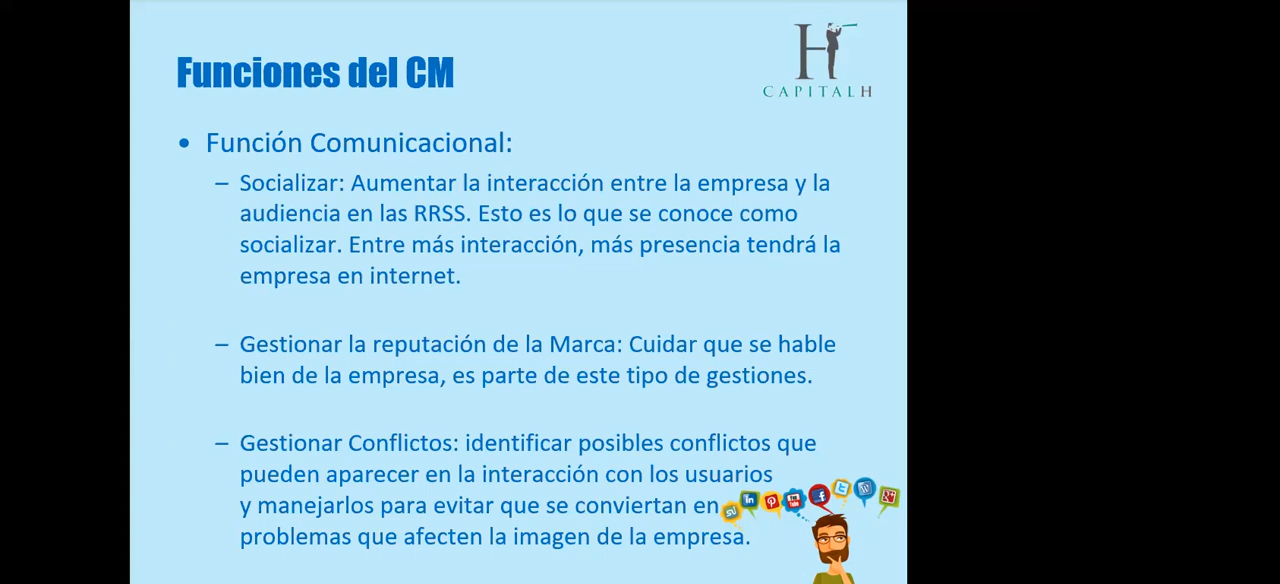 Funciones del CM
H
CAPITALH
• Función Comunicacional:
– Socializar: Aumentar la interacción entre la empresa y la
audiencia en las RRSS. Esto es lo que se conoce como
socializar. Entre más interacción, más presencia tendrá la
empresa en internet.
– Gestionar la reputación de la Marca: Cuidar que se hable
bien de la empresa, es parte de este tipo de gestiones.
– Gestionar Conflictos: identificar posibles conflictos que
pueden aparecer en la interacción con los usuarios
y manejarlos para evitar que se conviertan en
problemas que afecten la imagen de la empresa.